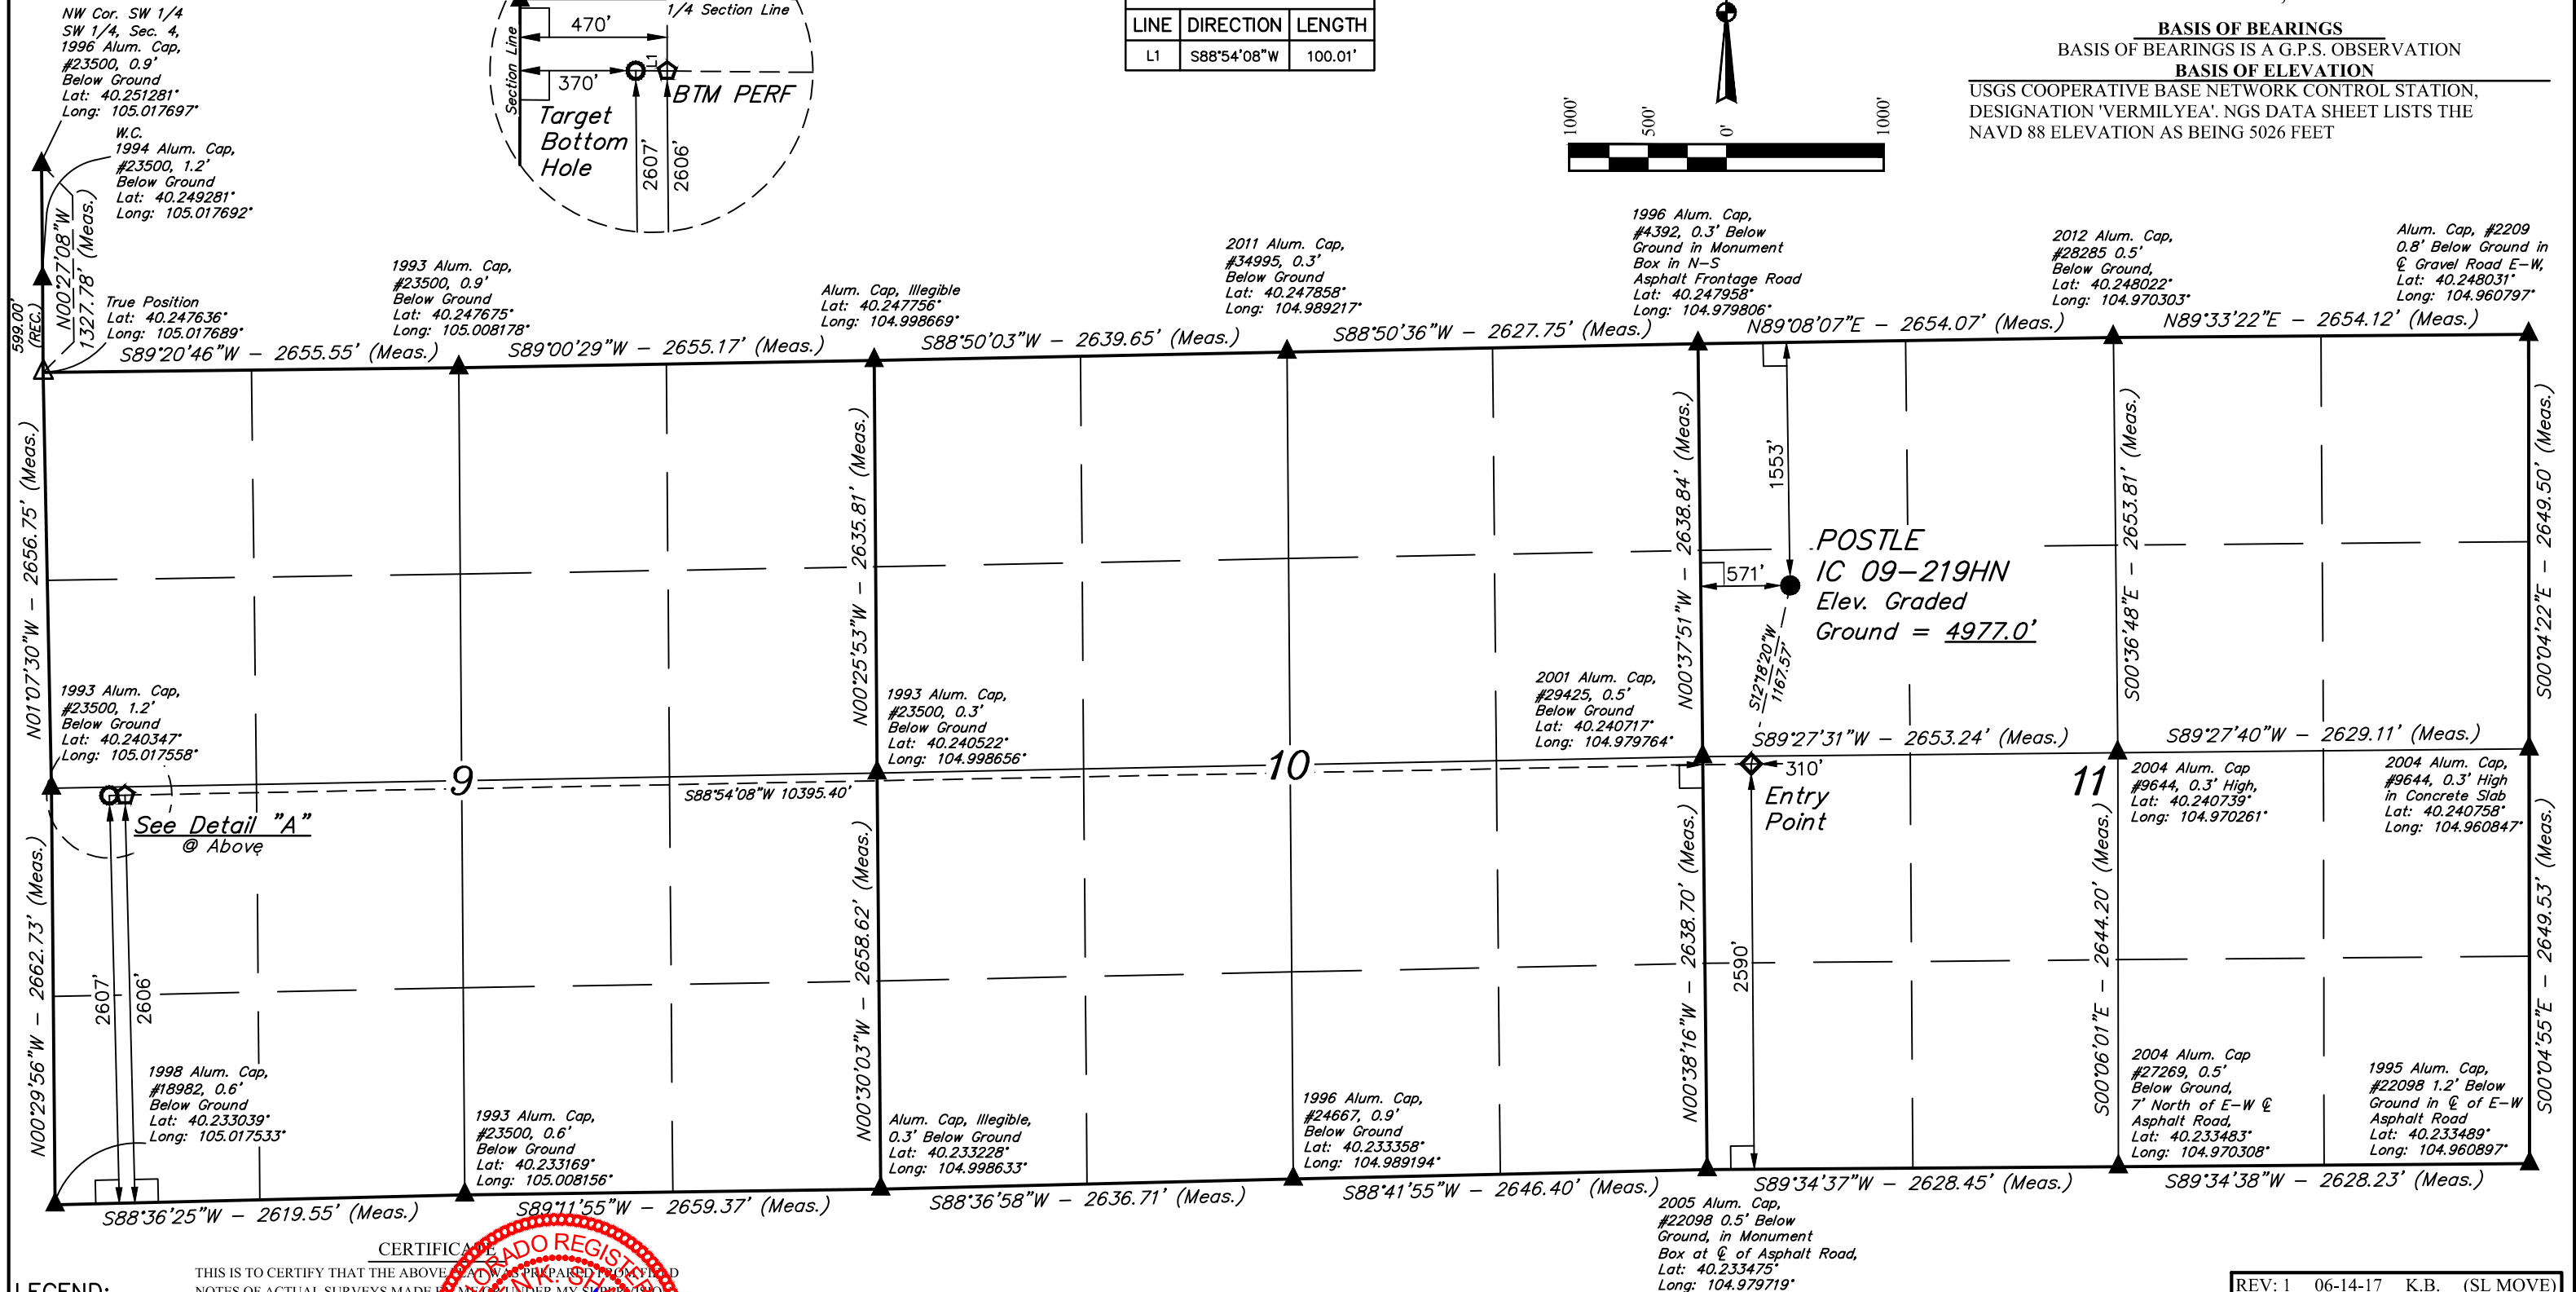 NW Cor. SW 1/4
SW 1/4, Sec. 4,
1996 Alum. Cap,
#23500, 0.9'
Below Ground
Lat: 40.251281°
Long: 105.017697°
W.C.
1994 Alum. Cap,
#23500, 1.2'
Below Ground
Lat: 40.249281°
Long: 105.017692°
1/4 Section Line
Section Line
470'
370'
L1
BTM PERF
Target
Bottom
Hole
2607'
2606'
LINE DIRECTION LENGTH
L1 S88°54'08"W 100.01'
1000'
500'
0'
1000'
BASIS OF BEARINGS
BASIS OF BEARINGS IS A G.P.S. OBSERVATION
BASIS OF ELEVATION
USGS COOPERATIVE BASE NETWORK CONTROL STATION,
DESIGNATION 'VERMILYEA'. NGS DATA SHEET LISTS THE
NAVD 88 ELEVATION AS BEING 5026 FEET
N00°27'08"W
1327.78' (Meas.)
599.00'
(REC.)
True Position
Lat: 40.247636°
Long: 105.017689°
1993 Alum. Cap,
#23500, 0.9'
Below Ground
Lat: 40.247675°
Long: 105.008178°
Alum. Cap, Illegible
Lat: 40.247756°
Long: 104.998669°
2011 Alum. Cap,
#34995, 0.3'
Below Ground
Lat: 40.247858°
Long: 104.989217°
1996 Alum. Cap,
#4392, 0.3' Below
Ground in Monument
Box in N-S
Asphalt Frontage Road
Lat: 40.247958°
Long: 104.979806°
2012 Alum. Cap,
#28285 0.5'
Below Ground,
Lat: 40.248022°
Long: 104.970303°
Alum. Cap, #2209
0.8' Below Ground in
℄ Gravel Road E-W,
Lat: 40.248031°
Long: 104.960797°
S89°20'46"W - 2655.55' (Meas.)
S89°00'29"W - 2655.17' (Meas.)
S88°50'03"W - 2639.65' (Meas.)
S88°50'36"W - 2627.75' (Meas.)
N89°08'07"E - 2654.07' (Meas.)
N89°33'22"E - 2654.12' (Meas.)
N01°07'30"W - 2656.75' (Meas.)
N00°25'53"W - 2635.81' (Meas.)
N00°37'51"W - 2638.84' (Meas.)
S00°36'48"E - 2653.81' (Meas.)
S00°04'22"E - 2649.50' (Meas.)
1553'
571'
POSTLE
IC 09-219HN
Elev. Graded
Ground = 4977.0'
S12°18'20"W
1167.57'
1993 Alum. Cap,
#23500, 1.2'
Below Ground
Lat: 40.240347°
Long: 105.017558°
1993 Alum. Cap,
#23500, 0.3'
Below Ground
Lat: 40.240522°
Long: 104.998656°
2001 Alum. Cap,
#29425, 0.5'
Below Ground
Lat: 40.240717°
Long: 104.979764°
S89°27'31"W - 2653.24' (Meas.)
S89°27'40"W - 2629.11' (Meas.)
9
10
11
S88°54'08"W 10395.40'
310'
Entry
Point
See Detail "A"
@ Above
2004 Alum. Cap
#9644, 0.3' High,
Lat: 40.240739°
Long: 104.970261°
2004 Alum. Cap,
#9644, 0.3' High
in Concrete Slab
Lat: 40.240758°
Long: 104.960847°
N00°29'56"W - 2662.73' (Meas.)
2607'
2606'
N00°30'03"W - 2658.62' (Meas.)
N00°38'16"W - 2638.70' (Meas.)
2590'
S00°06'01"E - 2644.20' (Meas.)
S00°04'55"E - 2649.53' (Meas.)
1998 Alum. Cap,
#18982, 0.6'
Below Ground
Lat: 40.233039°
Long: 105.017533°
1993 Alum. Cap,
#23500, 0.6'
Below Ground
Lat: 40.233169°
Long: 105.008156°
Alum. Cap, Illegible,
0.3' Below Ground
Lat: 40.233228°
Long: 104.998633°
1996 Alum. Cap,
#24667, 0.9'
Below Ground
Lat: 40.233358°
Long: 104.989194°
2004 Alum. Cap
#27269, 0.5'
Below Ground,
7' North of E-W ℄
Asphalt Road,
Lat: 40.233483°
Long: 104.970308°
1995 Alum. Cap,
#22098 1.2' Below
Ground in ℄ of E-W
Asphalt Road
Lat: 40.233489°
Long: 104.960897°
S88°36'25"W - 2619.55' (Meas.)
S89°11'55"W - 2659.37' (Meas.)
S88°36'58"W - 2636.71' (Meas.)
S88°41'55"W - 2646.40' (Meas.)
S89°34'37"W - 2628.45' (Meas.)
S89°34'38"W - 2628.23' (Meas.)
2005 Alum. Cap,
#22098 0.5' Below
Ground, in Monument
Box at ℄ of Asphalt Road,
Lat: 40.233475°
Long: 104.979719°
CERTIFICATE
THIS IS TO CERTIFY THAT THE ABOVE PLAT WAS PREPARED FROM FIELD
LEGEND:
REV: 1 06-14-17 K.B. (SL MOVE)